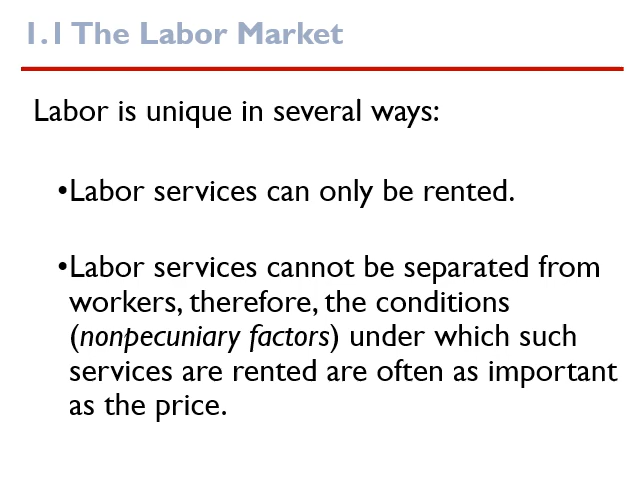 1.1 The Labor Market
Labor is unique in several ways:
•Labor services can only be rented.
•Labor services cannot be separated from
workers, therefore, the conditions
(nonpecuniary factors) under which such
services are rented are often as important
as the price.